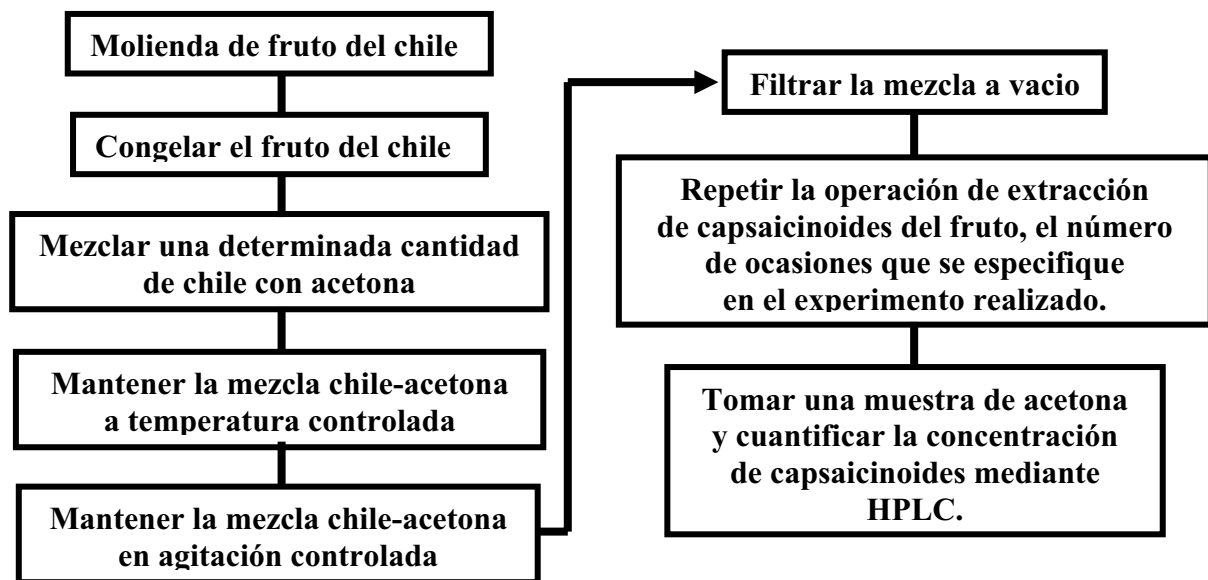 Molienda de fruto del chile
Congelar el fruto del chile
Mezclar una determinada cantidad
de chile con acetona
Mantener la mezcla chile-acetona
a temperatura controlada
Mantener la mezcla chile-acetona
en agitación controlada
Filtrar la mezcla a vacio
Repetir la operación de extracción
de capsaicinoides del fruto, el número
de ocasiones que se especifique
en el experimento realizado.
Tomar una muestra de acetona
y cuantificar la concentración
de capsaicinoides mediante
HPLC.